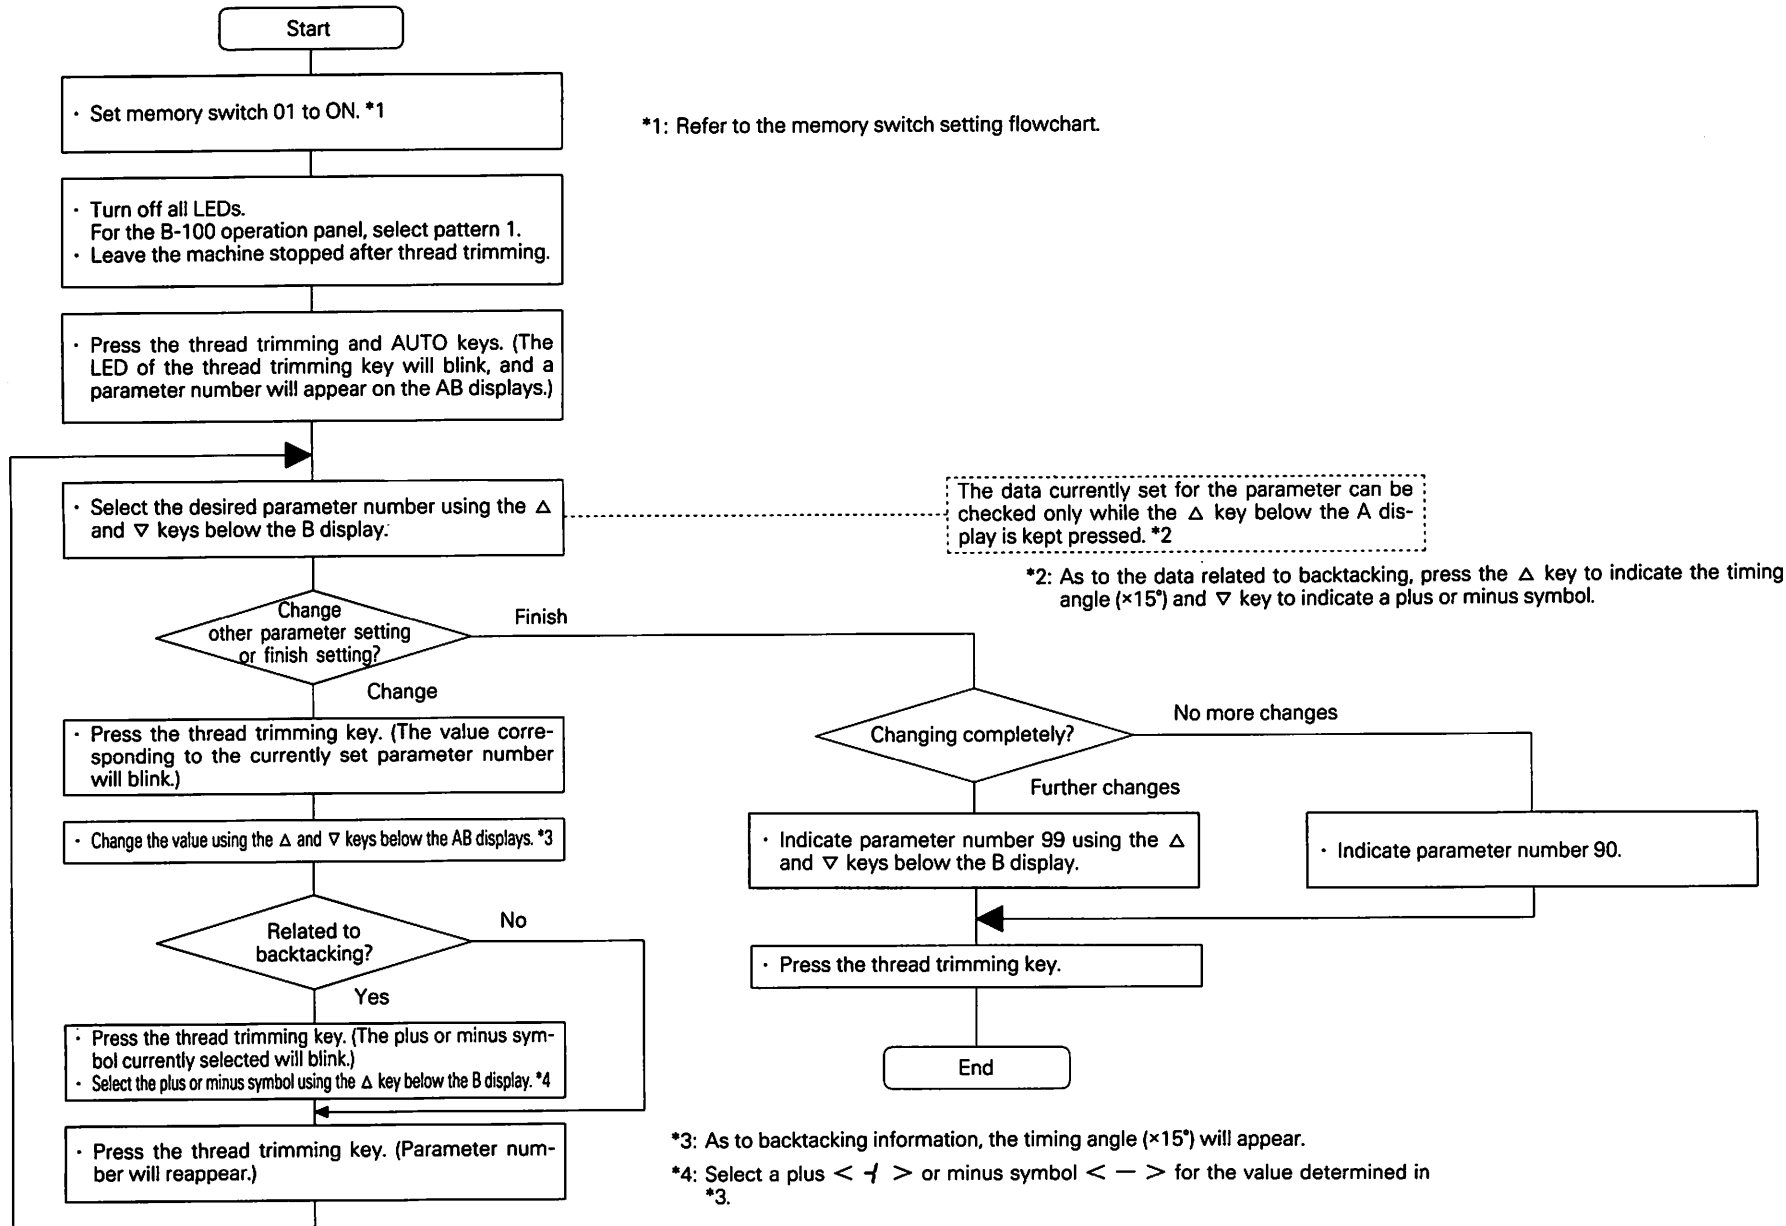 Start
· Set memory switch 01 to ON. *1
*1: Refer to the memory switch setting flowchart.
· Turn off all LEDs.
For the B-100 operation panel, select pattern 1.
· Leave the machine stopped after thread trimming.
· Press the thread trimming and AUTO keys. (The
LED of the thread trimming key will blink, and a
parameter number will appear on the AB displays.)
· Select the desired parameter number using the △
and ▽ keys below the B display.
The data currently set for the parameter can be
checked only while the △ key below the A dis-
play is kept pressed. *2
*2: As to the data related to backtacking, press the △ key to indicate the timing
angle (×15°) and ▽ key to indicate a plus or minus symbol.
Change
other parameter setting
or finish setting?
Finish
Change
· Press the thread trimming key. (The value corre-
sponding to the currently set parameter number
will blink.)
· Change the value using the △ and ▽ keys below the AB displays. *3
Related to
backtacking?
No
Yes
· Press the thread trimming key. (The plus or minus sym-
bol currently selected will blink.)
· Select the plus or minus symbol using the △ key below the B display. *4
· Press the thread trimming key. (Parameter num-
ber will reappear.)
Changing completely?
No more changes
Further changes
· Indicate parameter number 99 using the △
and ▽ keys below the B display.
· Indicate parameter number 90.
· Press the thread trimming key.
End
*3: As to backtacking information, the timing angle (×15°) will appear.
*4: Select a plus < ┤ > or minus symbol < — > for the value determined in
*3.